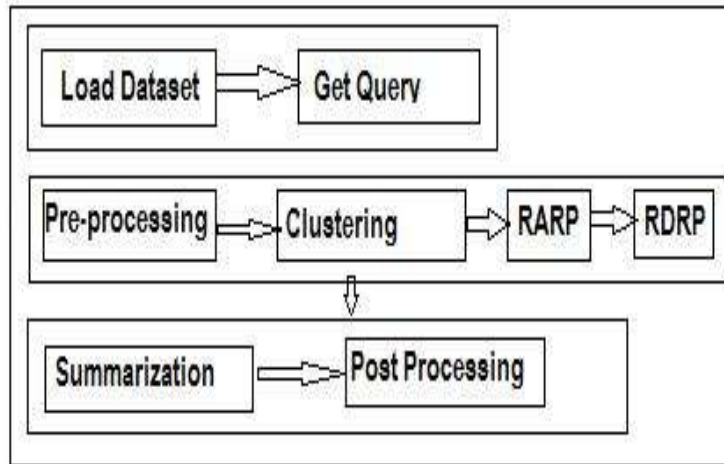 Load Dataset
Get Query
Pre-processing
Clustering
RARP
RDRP
Summarization
Post Processing